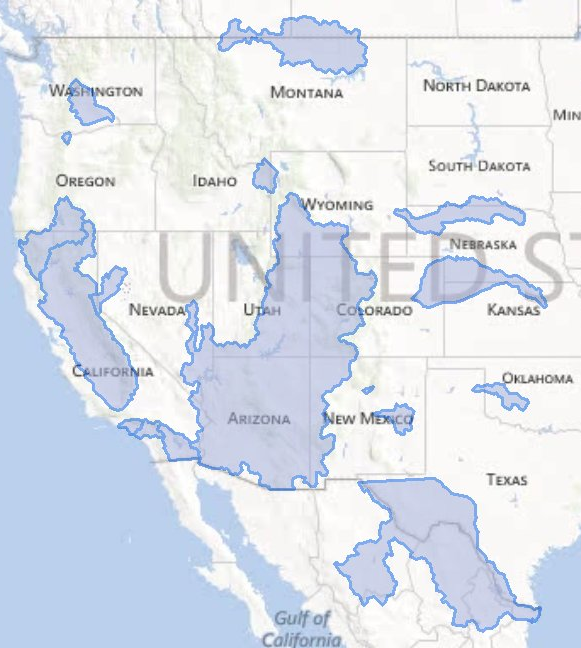 WASHINGTON
MONTANA
NORTH DAKOTA
MIN
SOUTH DAKOTA
OREGON
IDAHO
WYOMING
NEBRASKA
UNITED ST
NEVADA
UTAH
COLORADO
KANSAS
CALIFORNIA
OKLAHOMA
ARIZONA
NEW MEXICO
TEXAS
Gulf of
California